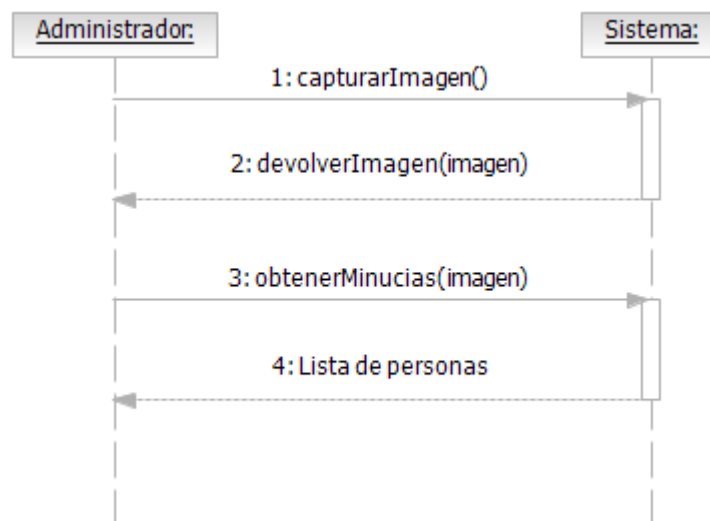 Administrador:
Sistema:
1: capturarImagen()
2: devolverImagen(imagen)
3: obtenerMinucias(imagen)
4: Lista de personas